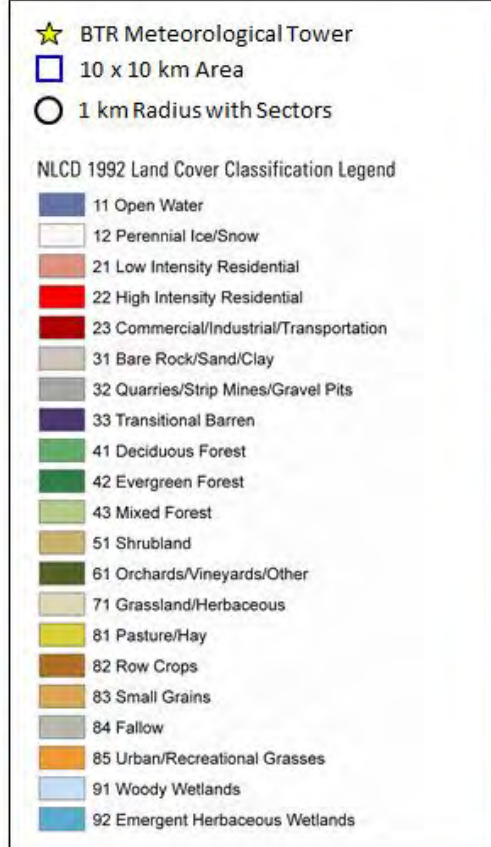 BTR Meteorological Tower
10 x 10 km Area
1 km Radius with Sectors
NLCD 1992 Land Cover Classification Legend
11 Open Water
12 Perennial Ice/Snow
21 Low Intensity Residential
22 High Intensity Residential
23 Commercial/Industrial/Transportation
31 Bare Rock/Sand/Clay
32 Quarries/Strip Mines/Gravel Pits
33 Transitional Barren
41 Deciduous Forest
42 Evergreen Forest
43 Mixed Forest
51 Shrubland
61 Orchards/Vineyards/Other
71 Grassland/Herbaceous
81 Pasture/Hay
82 Row Crops
83 Small Grains
84 Fallow
85 Urban/Recreational Grasses
91 Woody Wetlands
92 Emergent Herbaceous Wetlands